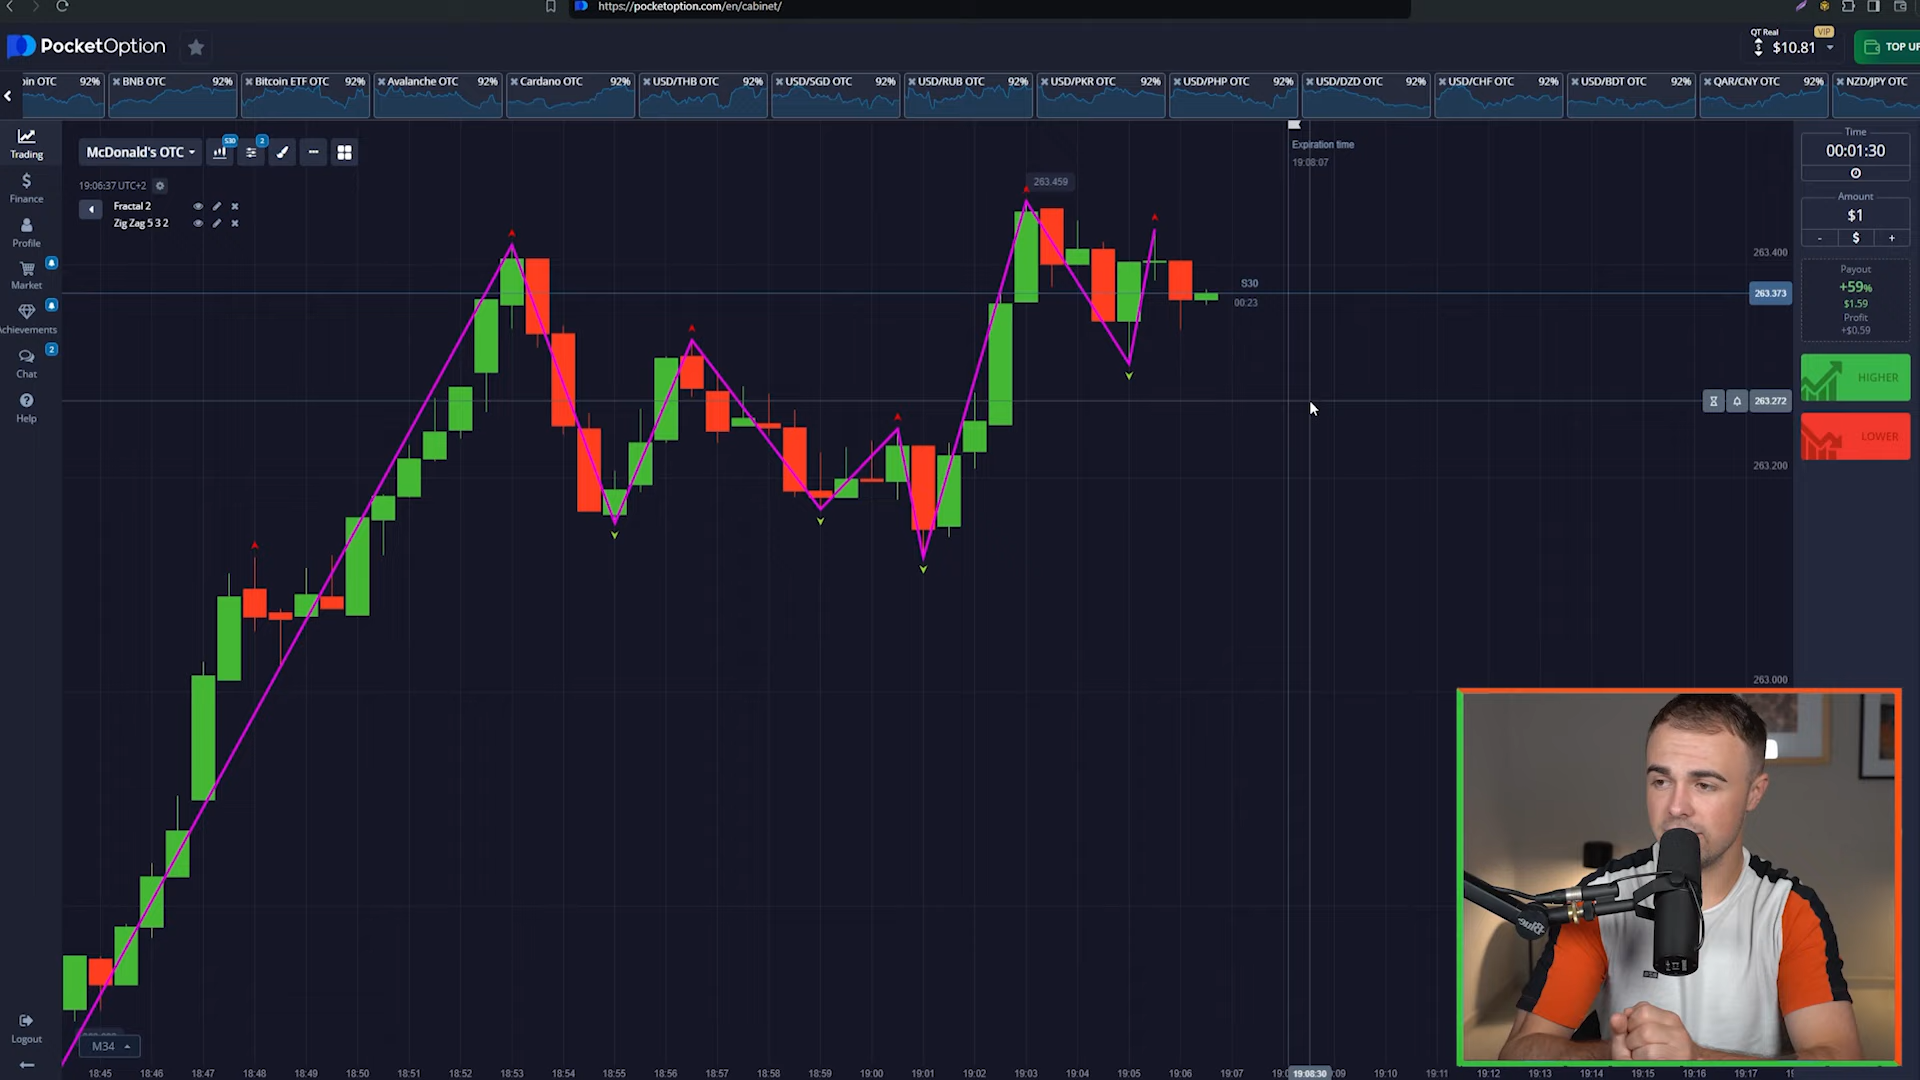 https://pocketoption.com/en/cabinet/
PocketOption
QT Real
VIP
$10.81
TOP UP
oin OTC 92%
BNB OTC 92%
Bitcoin ETF OTC 92%
Avalanche OTC 92%
Cardano OTC 92%
USD/THB OTC 92%
USD/SGD OTC 92%
USD/RUB OTC 92%
USD/PKR OTC 92%
USD/PHP OTC 92%
USD/DZD OTC 92%
USD/CHF OTC 92%
USD/BDT OTC 92%
QAR/CNY OTC 92%
NZD/JPY OTC
Trading
Finance
Profile
Market
Achievements
2
Chat
Help
Logout
McDonald's OTC
S30
2
19:06:37 UTC+2
Fractal 2
Zig Zag 5 3 2
Expiration time
19:08:07
263.459
S30
00:23
263.400
263.373
263.272
263.200
263.000
Time
00:01:30
Amount
$1
- $ +
Payout
+59%
$1.59
Profit
+$0.59
HIGHER
LOWER
M34
18:45 18:46 18:47 18:48 18:49 18:50 18:51 18:52 18:53 18:54 18:55 18:56 18:57 18:58 18:59 19:00 19:01 19:02 19:03 19:04 19:05 19:06 19:07 19:08:30 19:10 19:11 19:12 19:13 19:14 19:15 19:16 19:17